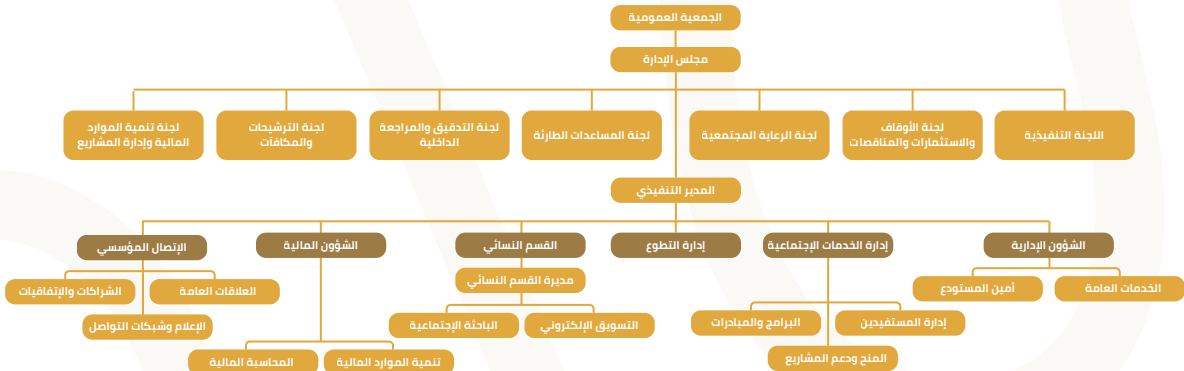 الجمعية العمومية
مجلس الإدارة
اللجنة التنفيذية
لجنة الأوقاف
والاستثمارات والمناقصات
لجنة الرعاية المجتمعية
لجنة المساعدات الطارئة
لجنة التدقيق والمراجعة
الداخلية
لجنة الترشيحات
والمكافآت
لجنة تنمية الموارد
المالية وإدارة المشاريع
المدير التنفيذي
الشؤون الإدارية
إدارة الخدمات الإجتماعية
إدارة التطوع
القسم النسائي
الشؤون المالية
الإتصال المؤسسي
الخدمات العامة
أمين المستودع
مديرة القسم النسائي
العلاقات العامة
الشراكات والإتفاقيات
إدارة المستفيدين
البرامج والمبادرات
التسويق الإلكتروني
الباحثة الإجتماعية
الإعلام وشبكات التواصل
المنح ودعم المشاريع
تنمية الموارد المالية
المحاسبة المالية